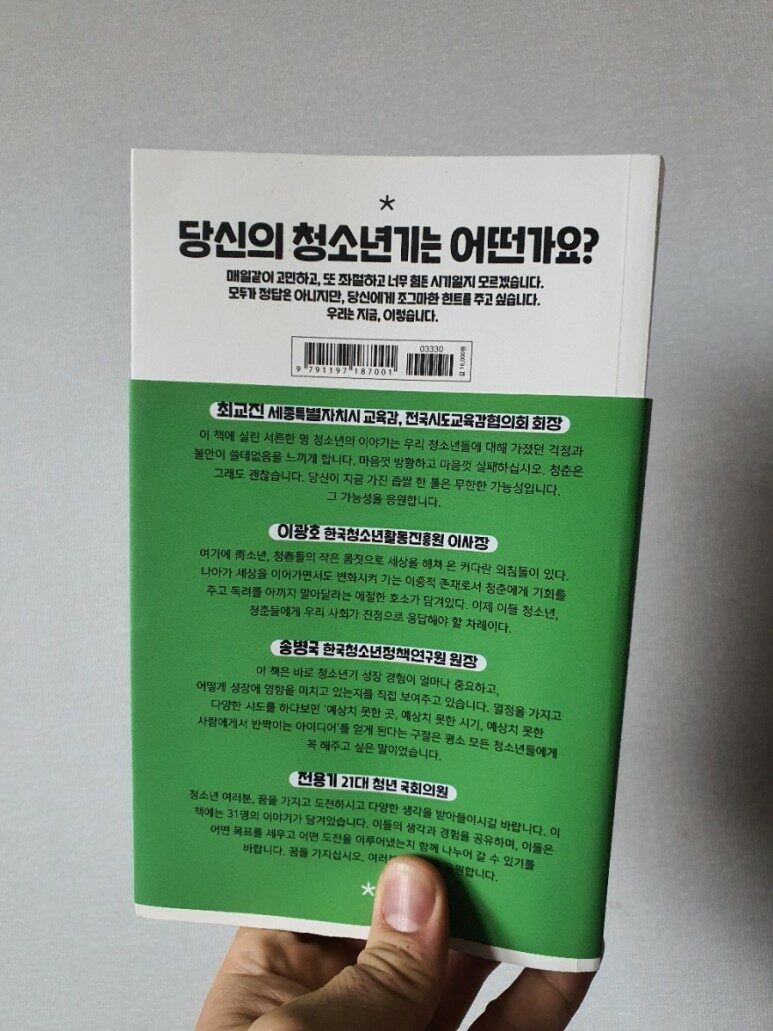 *
당신의 청소년기는 어떤가요?
매일같이 고민하고, 또 좌절하고 너무 힘든 시기일지 모르겠습니다.
모두가 정답은 아니지만, 당신에게 조그마한 힌트를 주고 싶습니다.
우리는 지금, 이렇습니다.
03330
9 791197 187001
값 16,000원
최교진 세종특별자치시 교육감, 전국시도교육감협의회 회장
이 책에 실린 서른한 명 청소년의 이야기는 우리 청소년들에 대해 가졌던 걱정과
불안이 쓸데없음을 느끼게 합니다. 마음껏 방황하고 마음껏 실패하십시오. 청춘은
그래도 괜찮습니다. 당신이 지금 가진 좁쌀 한 톨은 무한한 가능성입니다.
그 가능성을 응원합니다.
이광호 한국청소년활동진흥원 이사장
여기에 靑소년, 청春들의 작은 몸짓으로 세상을 헤쳐 온 커다란 외침들이 있다.
나아가 세상을 이어가면서도 변화시켜 가는 이중적 존재로서 청춘에게 기회를
주고 독려를 아끼지 말아달라는 애절한 호소가 담겨있다. 이제 이들 청소년,
청춘들에게 우리 사회가 진정으로 응답해야 할 차례이다.
송병국 한국청소년정책연구원 원장
이 책은 바로 청소년기 성장 경험이 얼마나 중요하고,
어떻게 성장에 영향을 미치고 있는지를 직접 보여주고 있습니다. 열정을 가지고
다양한 시도를 하다보면 '예상치 못한 곳, 예상치 못한 시기, 예상치 못한
사람에게서 반짝이는 아이디어'를 얻게 된다는 구절은 평소 모든 청소년들에게
꼭 해주고 싶은 말이었습니다.
전용기 21대 청년 국회의원
청소년 여러분, 꿈을 가지고 도전하시고 다양한 생각을 받아들이시길 바랍니다. 이
책에는 31명의 이야기가 담겨있습니다. 이들의 생각과 경험을 공유하며, 이들은
어떤 목표를 세우고 어떤 도전을 이루어냈는지 함께 나누어 갈 수 있기를
바랍니다. 꿈을 가지십시오. 원합니다.
*